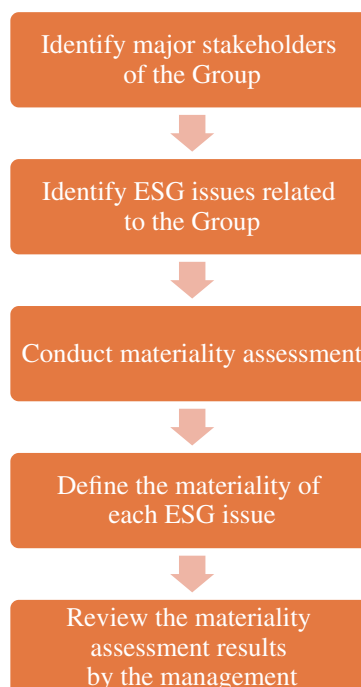 Identify major stakeholders
of the Group
Identify ESG issues related
to the Group
Conduct materiality assessment
Define the materiality of
each ESG issue
Review the materiality
assessment results
by the management